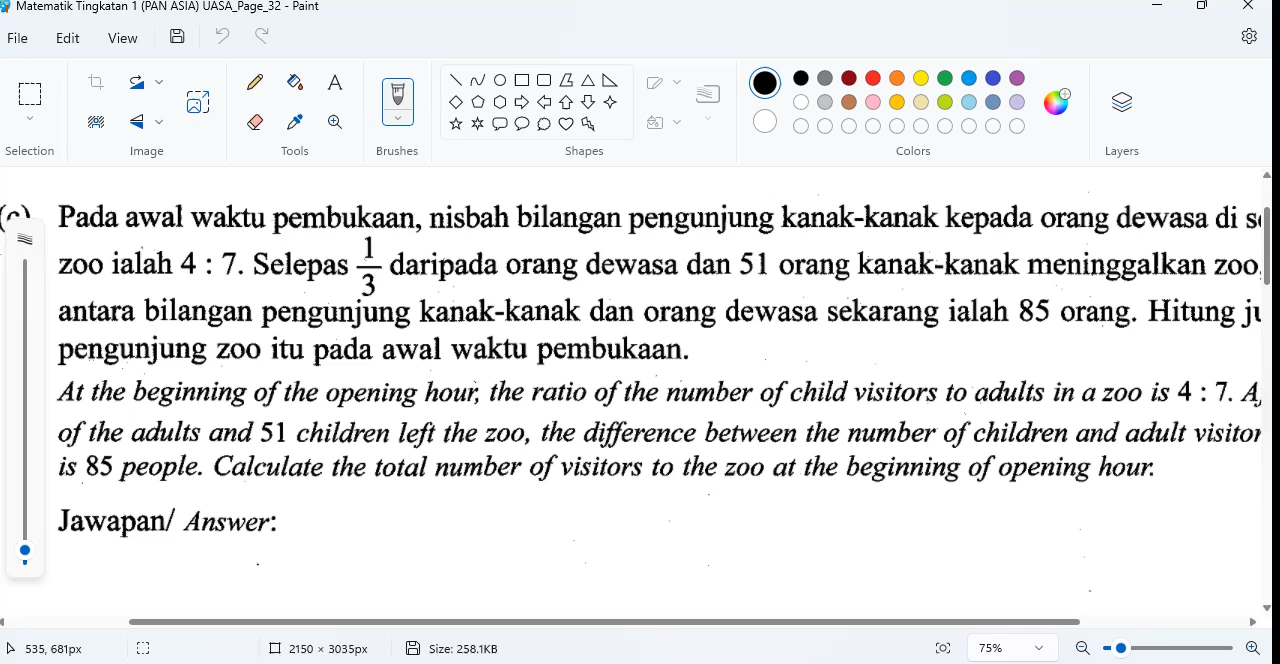 Matematik Tingkatan 1 (PAN ASIA) UASA_Page_32 - Paint
File Edit View
Selection Image Tools Brushes Shapes Colors Layers
Pada awal waktu pembukaan, nisbah bilangan pengunjung kanak-kanak kepada orang dewasa di
zoo ialah 4 : 7. Selepas 1/3 daripada orang dewasa dan 51 orang kanak-kanak meninggalkan zoo
antara bilangan pengunjung kanak-kanak dan orang dewasa sekarang ialah 85 orang. Hitung
pengunjung zoo itu pada awal waktu pembukaan.
At the beginning of the opening hour, the ratio of the number of child visitors to adults in a zoo is 4 : 7.
of the adults and 51 children left the zoo, the difference between the number of children and adult visitor
is 85 people. Calculate the total number of visitors to the zoo at the beginning of opening hour.
Jawapan/ Answer:
535, 681px 2150 × 3035px Size: 258.1KB 75%